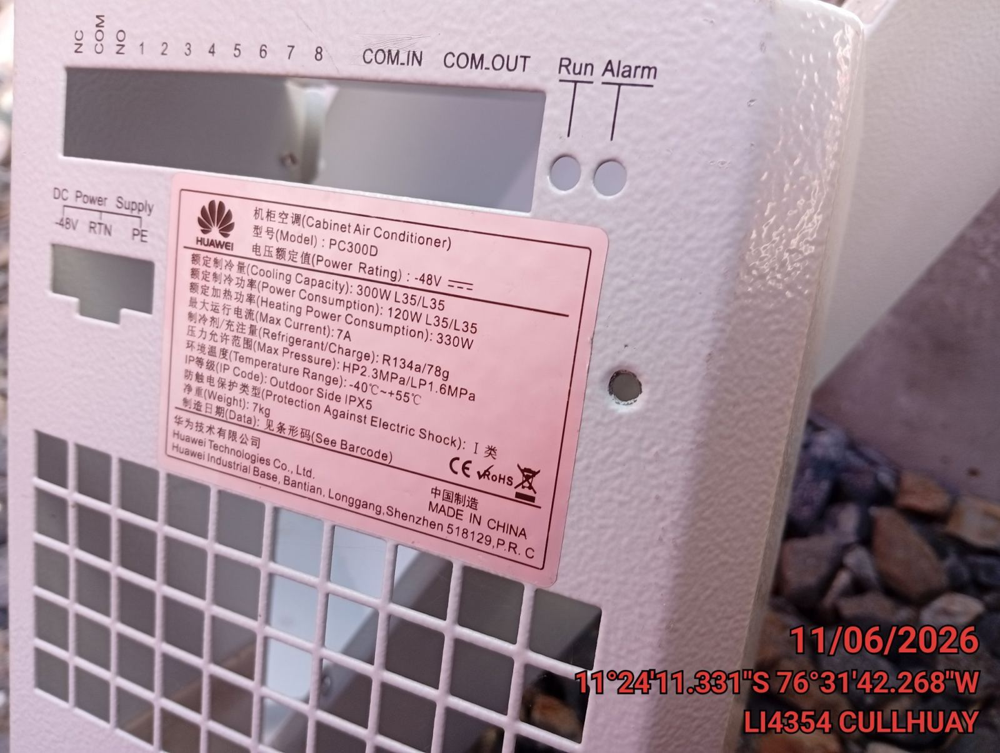 NC COM NO 1 2 3 4 5 6 7 8 COM_IN COM_OUT Run Alarm
DC Power Supply
-48V RTN PE
HUAWEI
机柜空调(Cabinet Air Conditioner)
型号(Model) : PC300D
电压额定值(Power Rating) : -48V ⎓
额定制冷量(Cooling Capacity): 300W L35/L35
额定制冷功率(Power Consumption): 120W L35/L35
额定加热功率(Heating Power Consumption): 330W
最大运行电流(Max Current): 7A
制冷剂/充注量(Refrigerant/Charge): R134a/78g
压力允许范围(Max Pressure): HP2.3MPa/LP1.6MPa
环境温度(Temperature Range): -40℃~+55℃
IP等级(IP Code): Outdoor Side IPX5
防触电保护类型(Protection Against Electric Shock): I 类
净重(Weight): 7kg
制造日期(Data): 见条形码(See Barcode)
CE RoHS
华为技术有限公司
Huawei Technologies Co., Ltd.
Huawei Industrial Base, Bantian, Longgang,Shenzhen 518129,P.R. C
中国制造
MADE IN CHINA
11/06/2026
11°24'11.331"S 76°31'42.268"W
LI4354 CULLHUAY